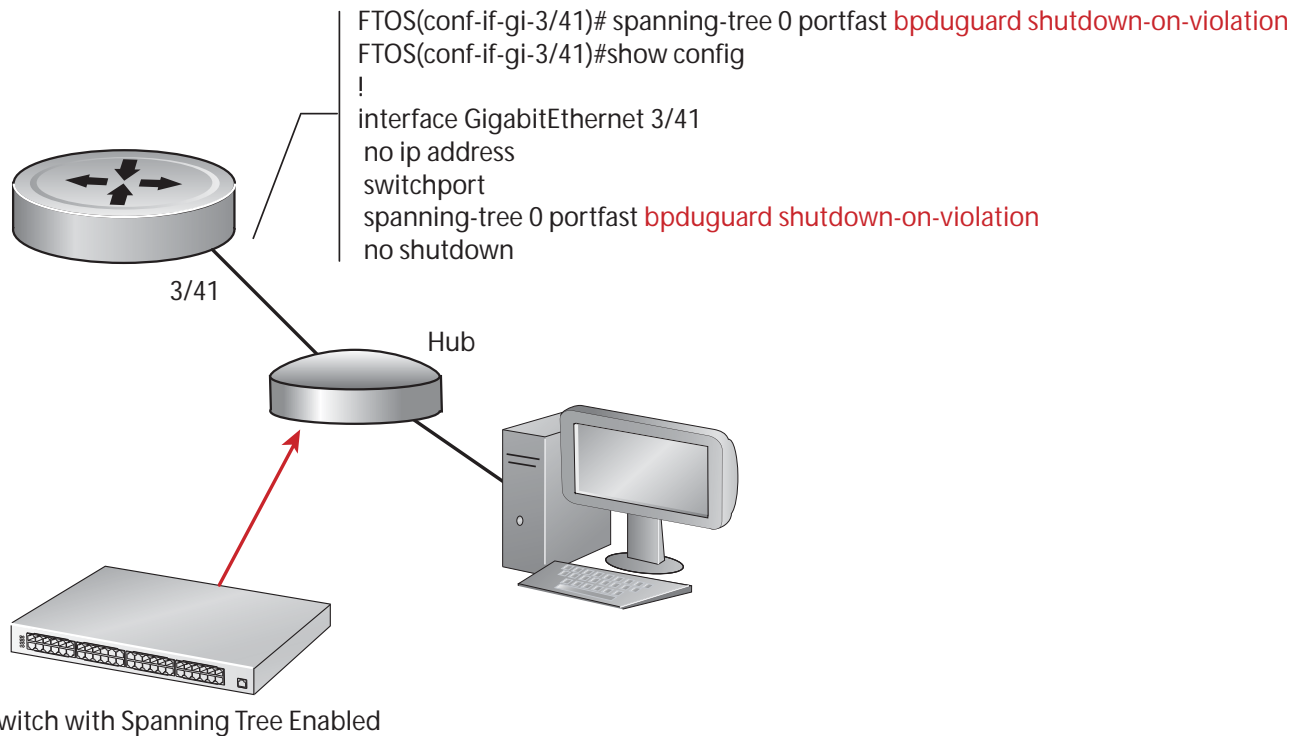 FTOS(conf-if-gi-3/41)# spanning-tree 0 portfast bpduguard shutdown-on-violation
FTOS(conf-if-gi-3/41)#show config
!
interface GigabitEthernet 3/41
no ip address
switchport
spanning-tree 0 portfast bpduguard shutdown-on-violation
no shutdown
3/41
Hub
witch with Spanning Tree Enabled